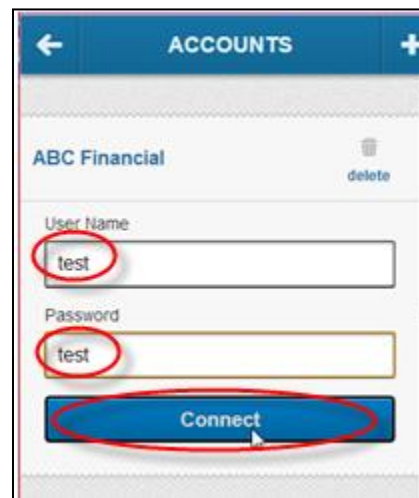 ACCOUNTS
ABC Financial
delete
User Name
test
Password
test
Connect